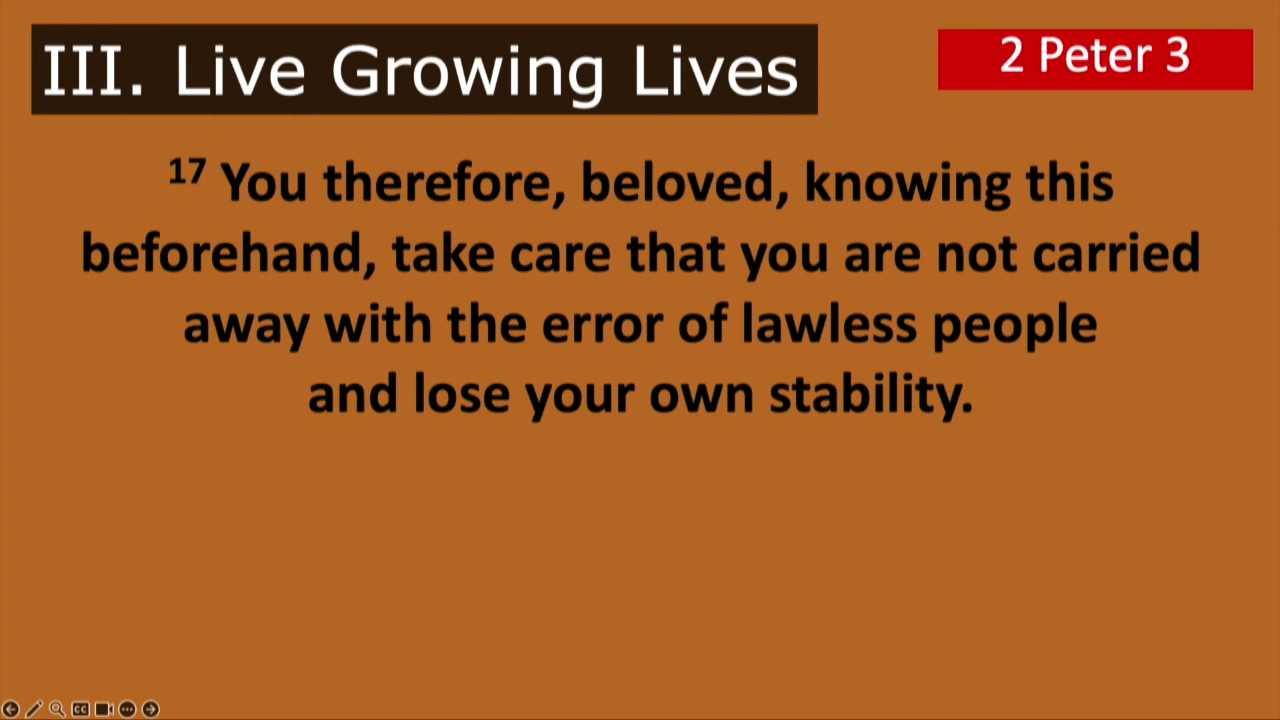 III. Live Growing Lives
2 Peter 3
17 You therefore, beloved, knowing this
beforehand, take care that you are not carried
away with the error of lawless people
and lose your own stability.
CC